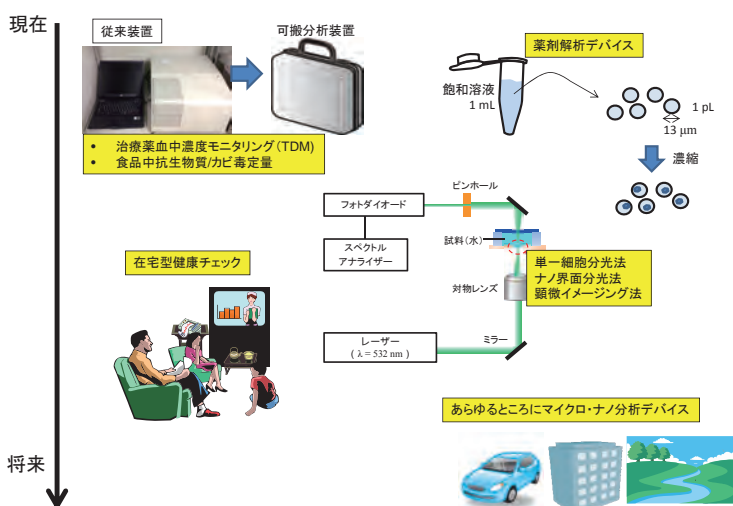 現在
従来装置
可搬分析装置
• 治療薬血中濃度モニタリング(TDM)
• 食品中抗生物質/カビ毒定量
薬剤解析デバイス
飽和溶液
1 mL
1 pL
13 μm
濃縮
ピンホール
フォトダイオード
スペクトル
アナライザー
試料(水)
単一細胞分光法
ナノ界面分光法
顕微イメージング法
対物レンズ
レーザー
( λ = 532 nm )
ミラー
在宅型健康チェック
あらゆるところにマイクロ・ナノ分析デバイス
将来